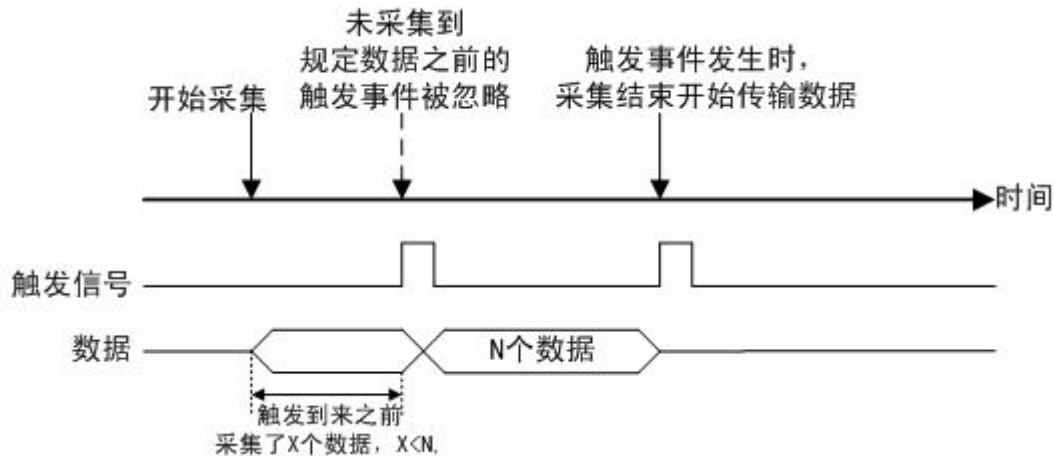 未采集到
规定数据之前的
触发事件被忽略
开始采集
触发事件发生时,
采集结束开始传输数据
时间
触发信号
数据
N个数据
触发到来之前
采集了X个数据, X<N,